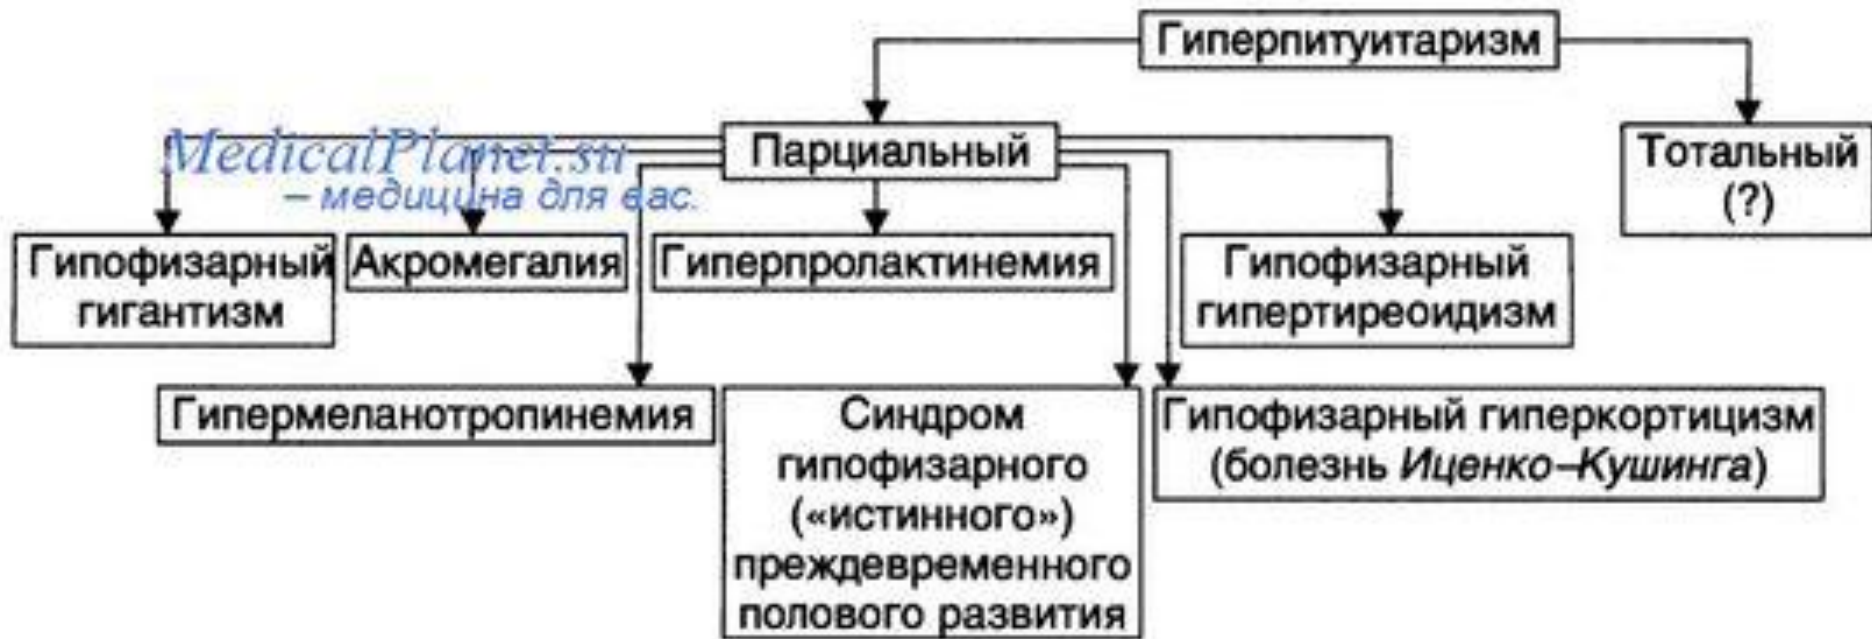 Гиперпитуитаризм
MedicalPlanet.su
– медицина для вас.
Парциальный
Тотальный
(?)
Гипофизарный
гигантизм
Акромегалия
Гиперпролактинемия
Гипофизарный
гипертиреоидизм
Гипермеланотропинемия
Синдром
гипофизарного
(«истинного»)
преждевременного
полового развития
Гипофизарный гиперкортицизм
(болезнь Иценко–Кушинга)